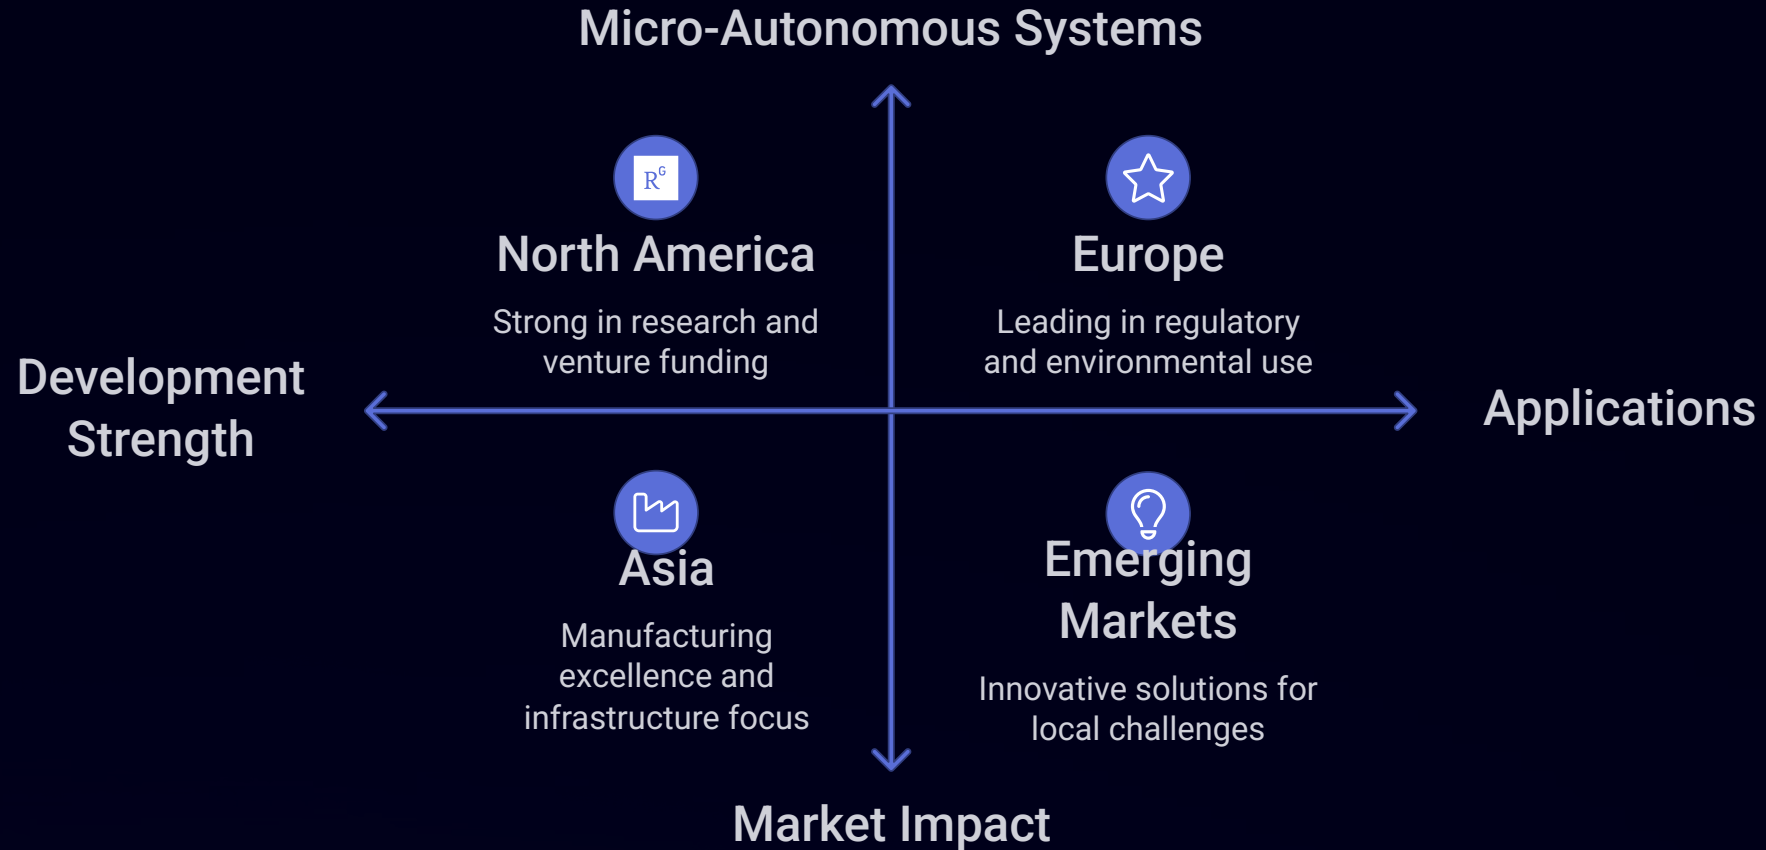 Micro-Autonomous Systems
RG
North America
Strong in research and
venture funding
Europe
Leading in regulatory
and environmental use
Development
Strength
Applications
Asia
Manufacturing
excellence and
infrastructure focus
Emerging
Markets
Innovative solutions for
local challenges
Market Impact